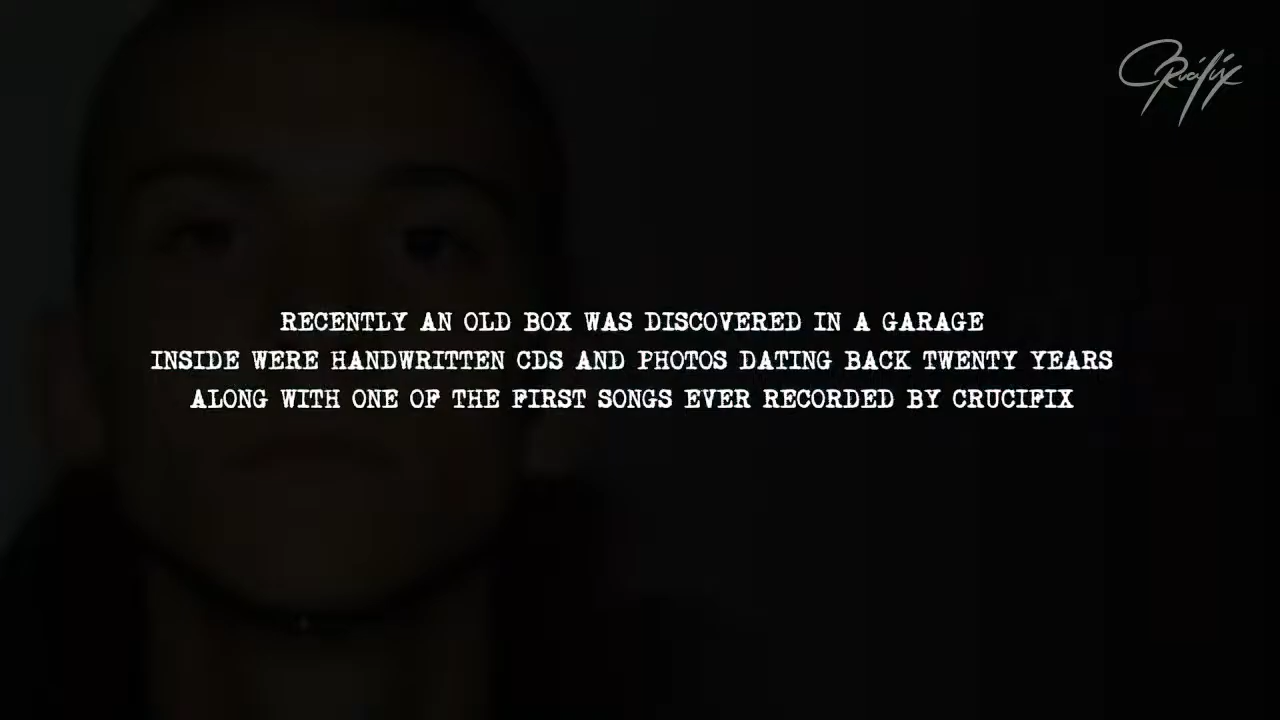 Crucifix
RECENTLY AN OLD BOX WAS DISCOVERED IN A GARAGE
INSIDE WERE HANDWRITTEN CDS AND PHOTOS DATING BACK TWENTY YEARS
ALONG WITH ONE OF THE FIRST SONGS EVER RECORDED BY CRUCIFIX